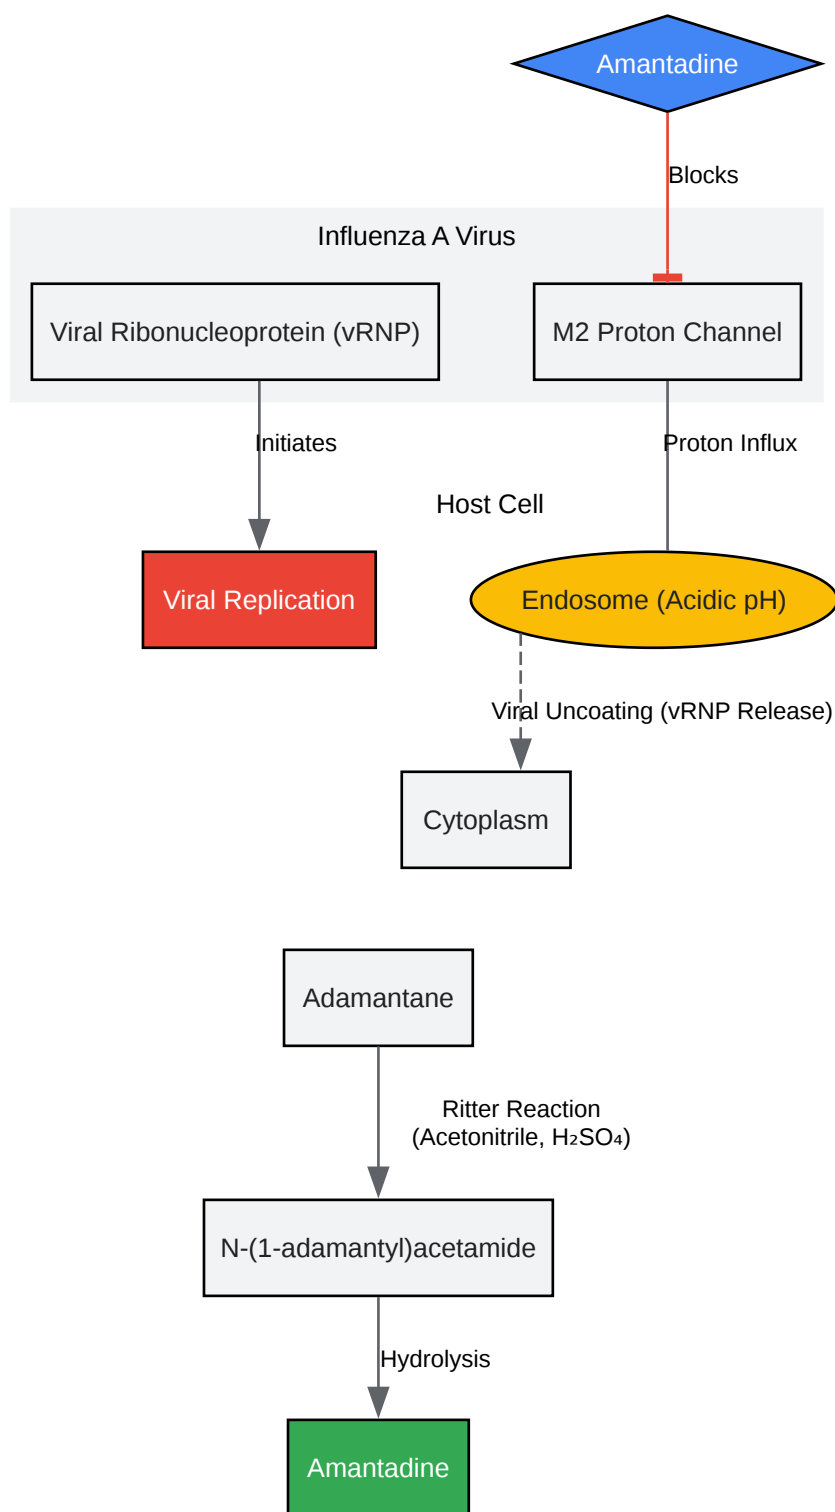 Amantadine
Blocks
Influenza A Virus
Viral Ribonucleoprotein (vRNP)
M2 Proton Channel
Initiates
Proton Influx
Host Cell
Viral Replication
Endosome (Acidic pH)
Viral Uncoating (vRNP Release)
Cytoplasm
Adamantane
Ritter Reaction
(Acetonitrile, H₂SO₄)
N-(1-adamantyl)acetamide
Hydrolysis
Amantadine